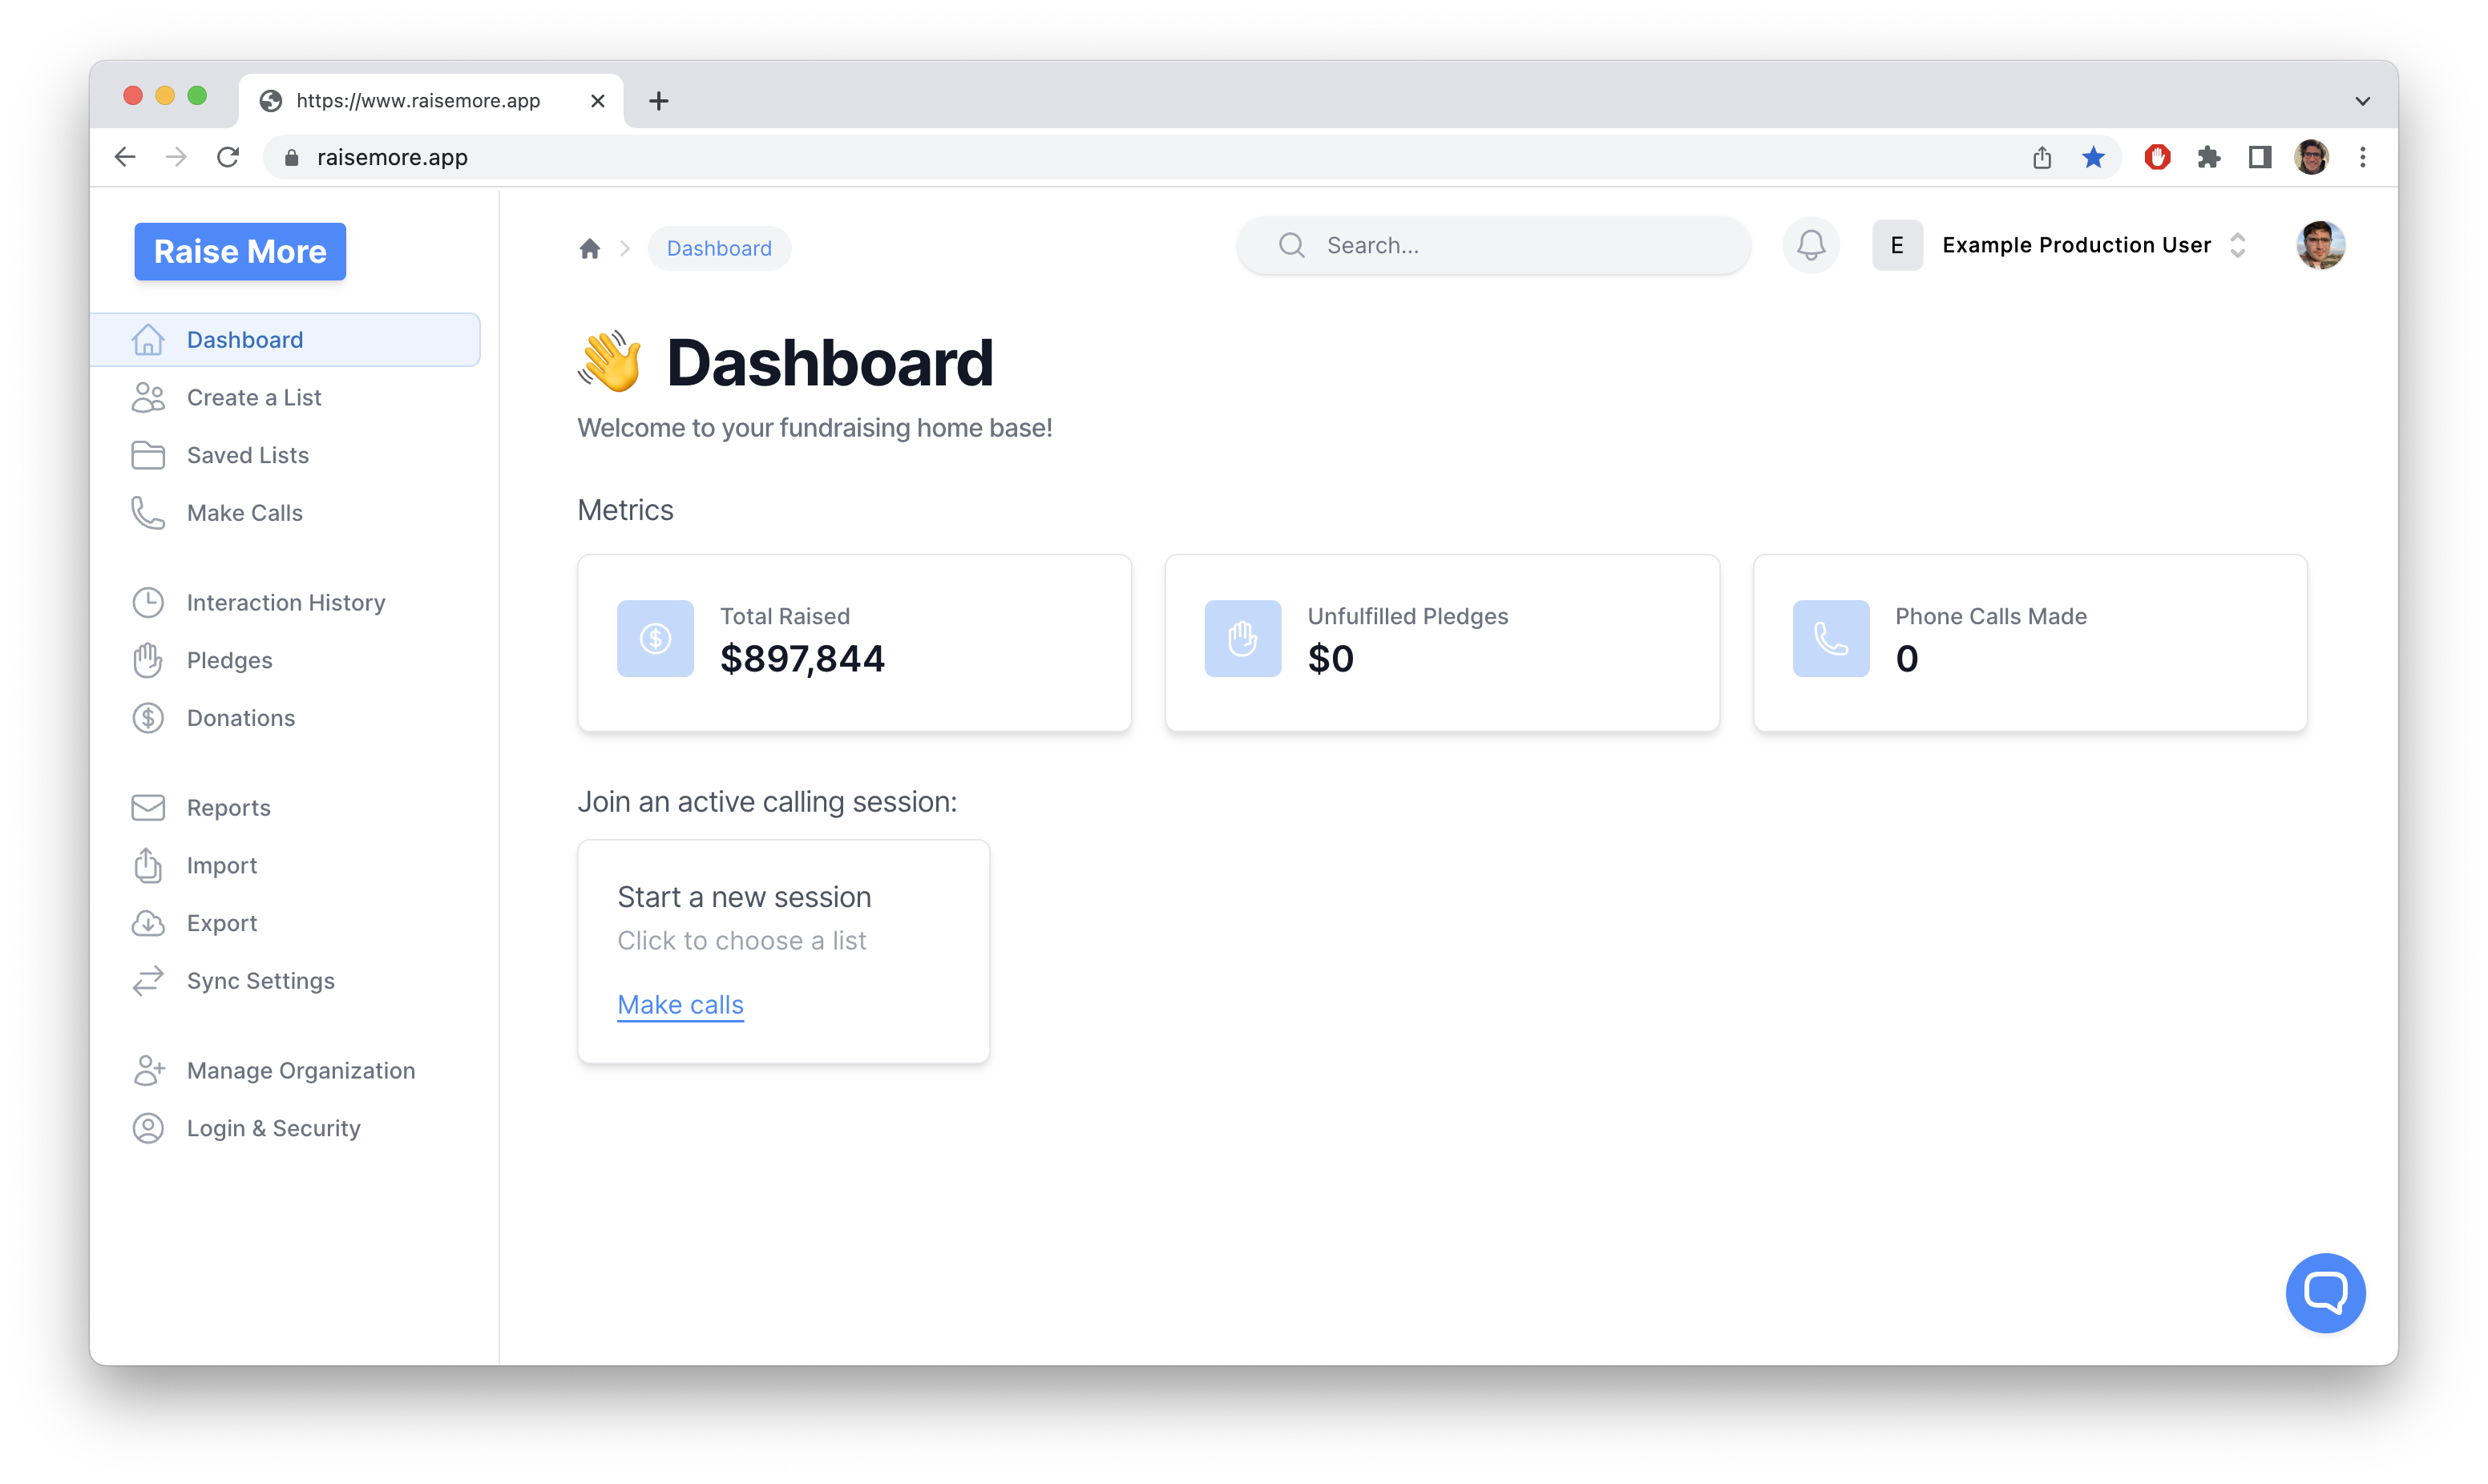 https://www.raisemore.app
raisemore.app
Raise More
Dashboard
Search...
E
Example Production User
Dashboard
Create a List
Saved Lists
Make Calls
Interaction History
Pledges
Donations
Reports
Import
Export
Sync Settings
Manage Organization
Login & Security
👋 Dashboard
Welcome to your fundraising home base!
Metrics
Total Raised
$897,844
Unfulfilled Pledges
$0
Phone Calls Made
0
Join an active calling session:
Start a new session
Click to choose a list
Make calls